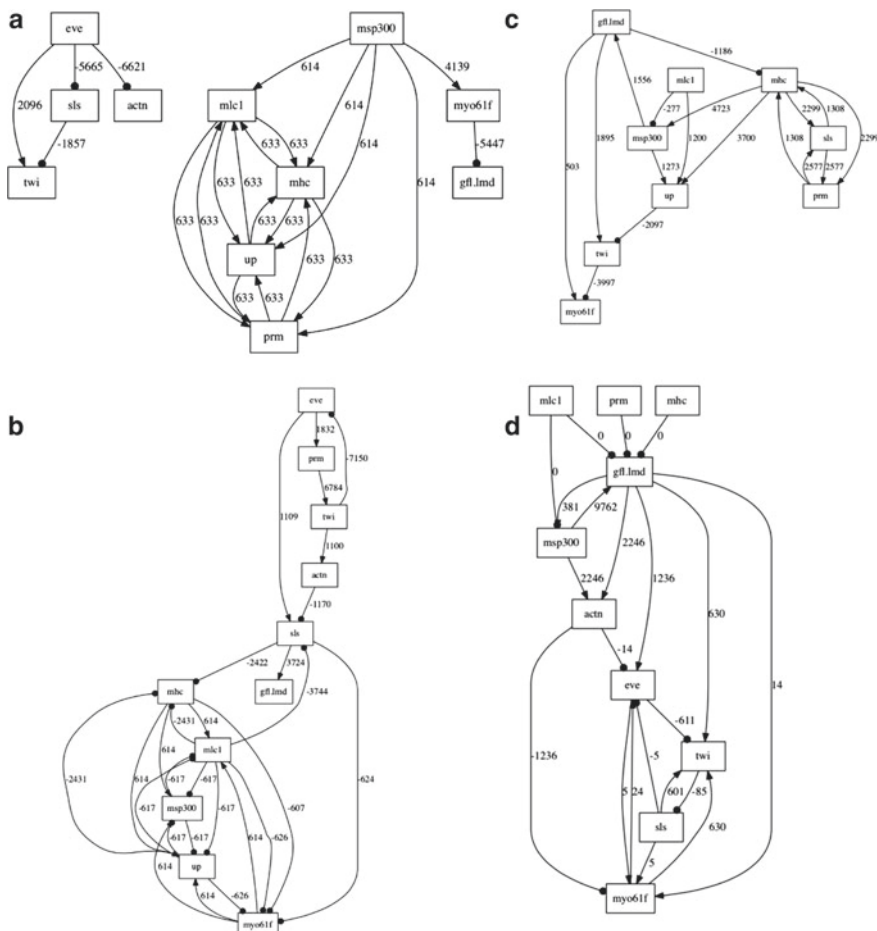 a
eve
-5665
-6621
2096
sls
actn
-1857
twi
msp300
614
4139
mlc1
myo61f
614
-5447
633
633
614
mhc
gfl.lmd
633
633
614
633
633
633
633
up
633
633
633
633
prm
c
gfl.lmd
-1186
1556
mlc1
mhc
-277
4723
2299
1308
msp300
sls
1895
1200
3700
1308
2299
503
1273
2577
2577
up
prm
-2097
twi
-3997
myo61f
b
eve
1832
prm
-7150
6784
twi
1109
1100
actn
-1170
sls
-2422
3724
-3744
mhc
gfl.lmd
614
-2431
mlc1
-2431
614
614
-617
-624
msp300
-607
-617
-617
-617
-617
614
-626
up
614
614
-626
myo61f
d
mlc1
prm
mhc
0
0
0
0
gfl.lmd
381
9762
msp300
2246
1236
2246
actn
630
-14
eve
14
-611
-1236
-5
twi
5
24
601
-85
sls
630
5
myo61f